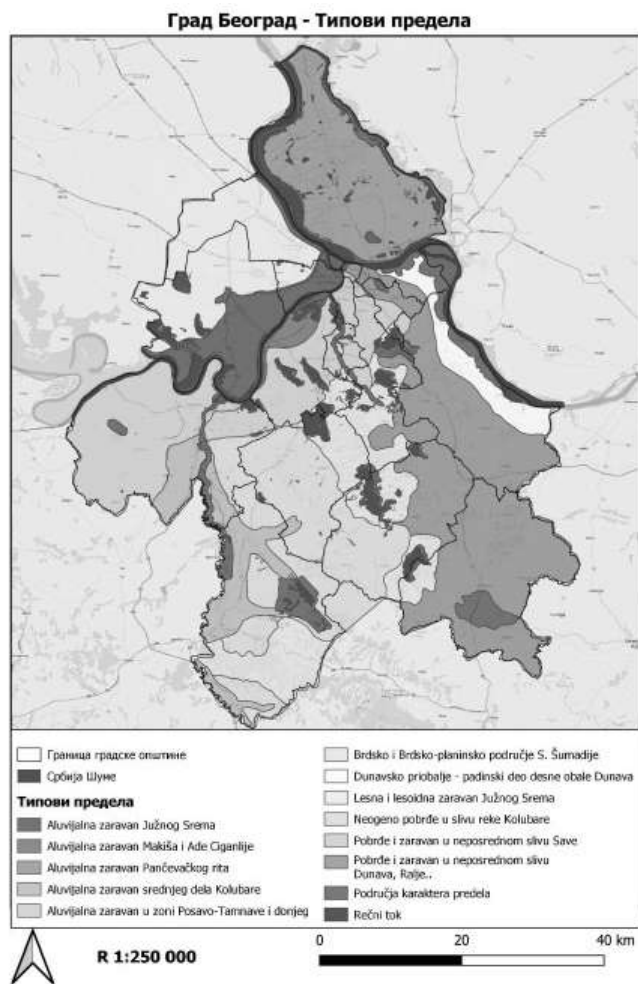 Град Београд - Типови предела
Граница градске општине
Србија Шуме
Типови предела
Aluvijalna zaravan Južnog Srema
Aluvijalna zaravan Makiša i Ade Ciganlije
Aluvijalna zaravan Pančevačkog rita
Aluvijalna zaravan srednjeg dela Kolubare
Aluvijalna zaravan u zoni Posavo-Tamnave i donjeg
Brdsko i Brdsko-planinsko područje S. Šumadije
Dunavsko priobalje - padinski deo desne obale Dunava
Lesna i lesoidna zaravan Južnog Srema
Neogeno pobrđe u slivu reke Kolubare
Pobrđe i zaravan u neposrednom slivu Save
Pobrđe i zaravan u neposrednom slivu
Dunava, Ralje..
Područja karaktera predela
Rečni tok
R 1:250 000
0 20 40 km